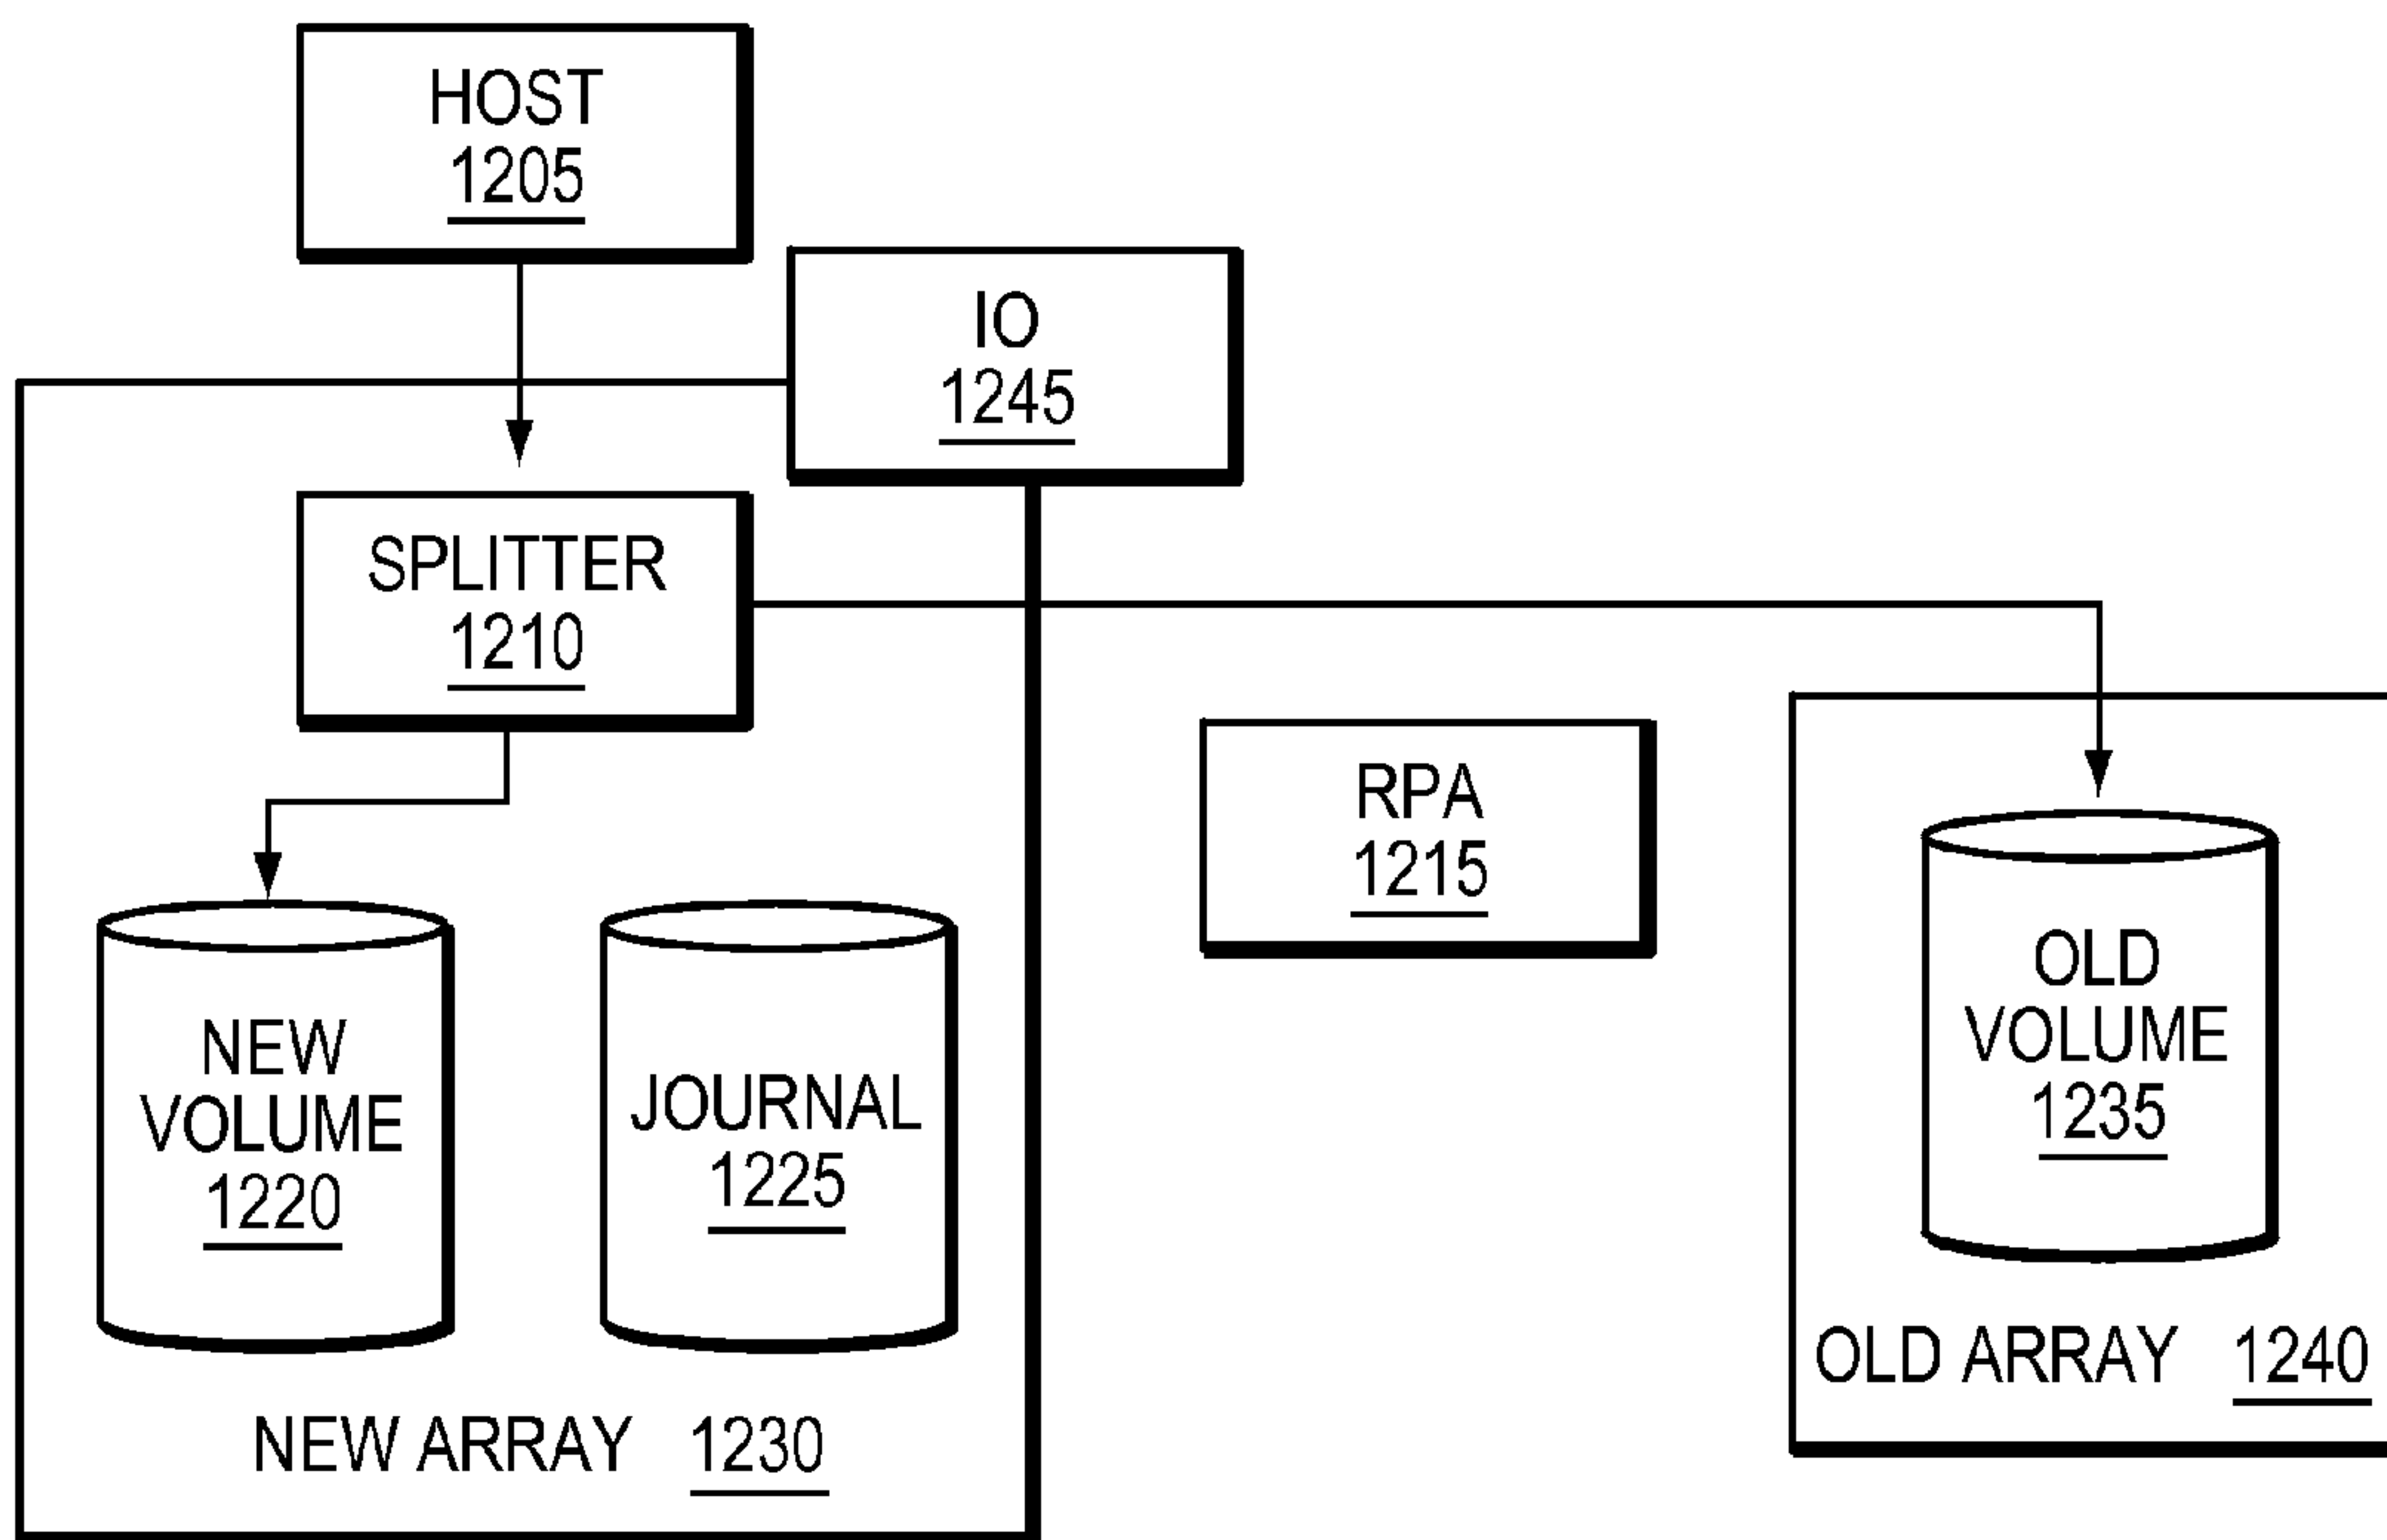 HOST
1205
IO
1245
SPLITTER
1210
RPA
1215
NEW
VOLUME
1220
JOURNAL
1225
NEW ARRAY 1230
OLD
VOLUME
1235
OLD ARRAY 1240